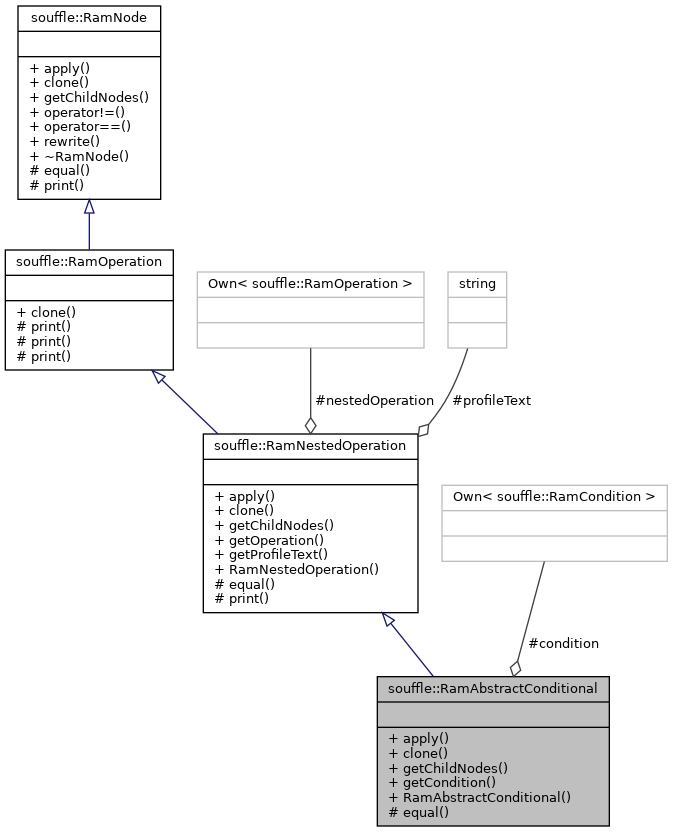 souffle::RamNode
+ apply()
+ clone()
+ getChildNodes()
+ operator!=()
+ operator==()
+ rewrite()
+ ~RamNode()
# equal()
# print()
souffle::RamOperation
+ clone()
# print()
# print()
# print()
Own< souffle::RamOperation >
string
#nestedOperation
#profileText
souffle::RamNestedOperation
+ apply()
+ clone()
+ getChildNodes()
+ getOperation()
+ getProfileText()
+ RamNestedOperation()
# equal()
# print()
Own< souffle::RamCondition >
#condition
souffle::RamAbstractConditional
+ apply()
+ clone()
+ getChildNodes()
+ getCondition()
+ RamAbstractConditional()
# equal()